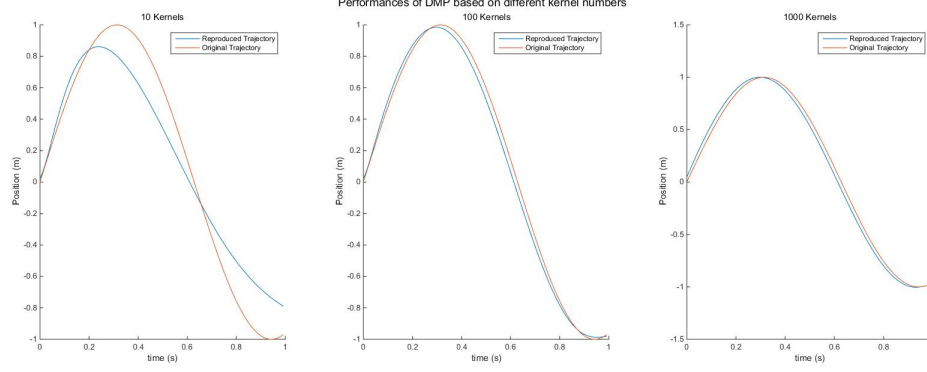 Performances of DMP based on different kernel numbers
10 Kernels
Reproduced Trajectory
Original Trajectory
Position (m)
1
0.8
0.6
0.4
0.2
0
-0.2
-0.4
-0.6
-0.8
-1
0 0.2 0.4 0.6 0.8 1
time (s)
100 Kernels
Reproduced Trajectory
Original Trajectory
Position (m)
1
0.8
0.6
0.4
0.2
0
-0.2
-0.4
-0.6
-0.8
-1
0 0.2 0.4 0.6 0.8 1
time (s)
1000 Kernels
Reproduced Trajectory
Original Trajectory
Position (m)
1.5
1
0.5
0
-0.5
-1
-1.5
0 0.2 0.4 0.6 0.8
time (s)